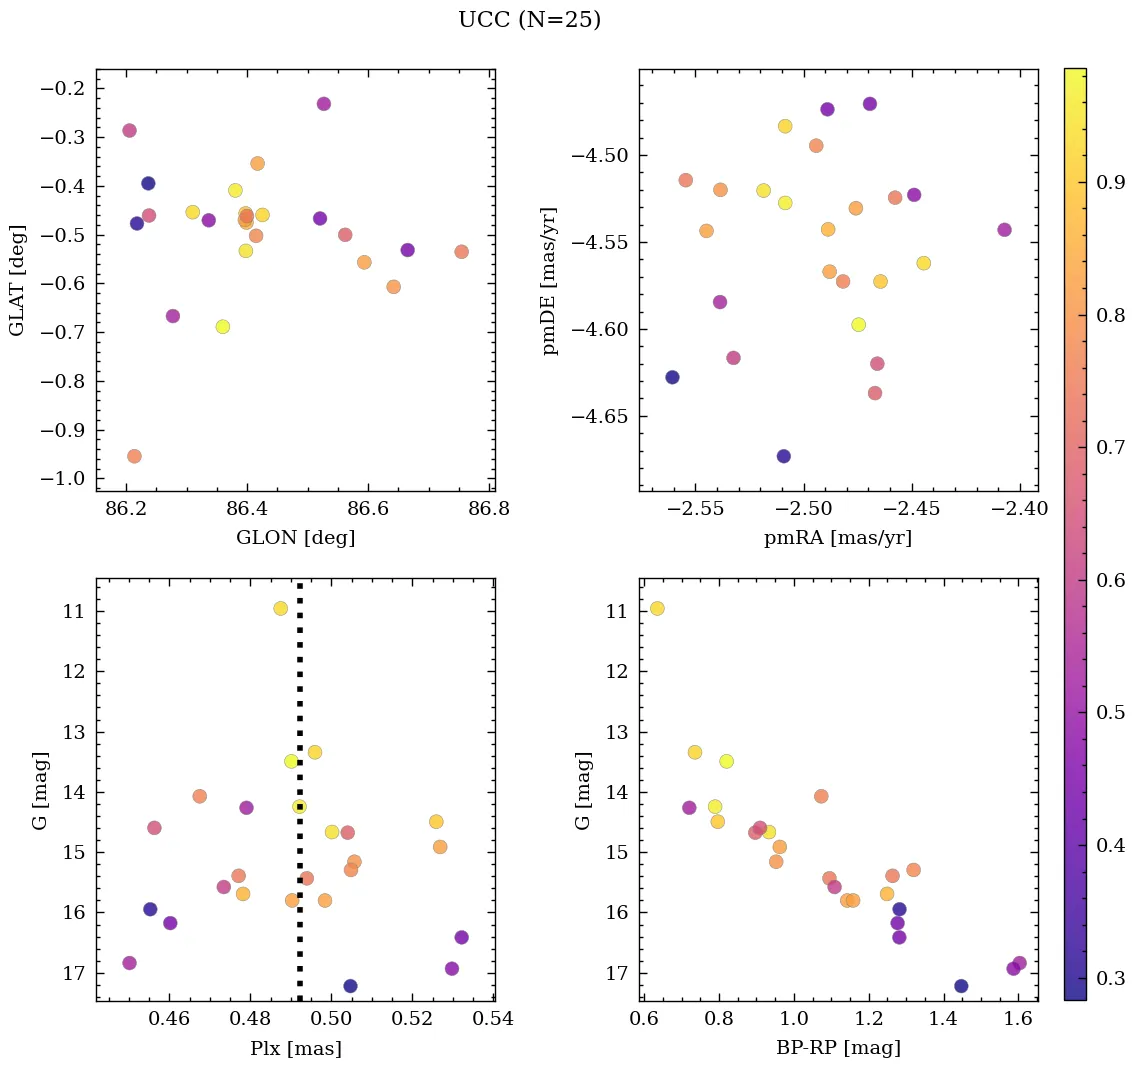 UCC (N=25)
−0.2
−0.3
−0.4
−0.5
−0.6
−0.7
−0.8
−0.9
−1.0
GLAT [deg]
86.2 86.4 86.6 86.8
GLON [deg]
−4.50
−4.55
−4.60
−4.65
pmDE [mas/yr]
−2.55 −2.50 −2.45 −2.40
pmRA [mas/yr]
11
12
13
14
15
16
17
G [mag]
0.46 0.48 0.50 0.52 0.54
Plx [mas]
11
12
13
14
15
16
17
G [mag]
0.6 0.8 1.0 1.2 1.4 1.6
BP-RP [mag]
0.9
0.8
0.7
0.6
0.5
0.4
0.3